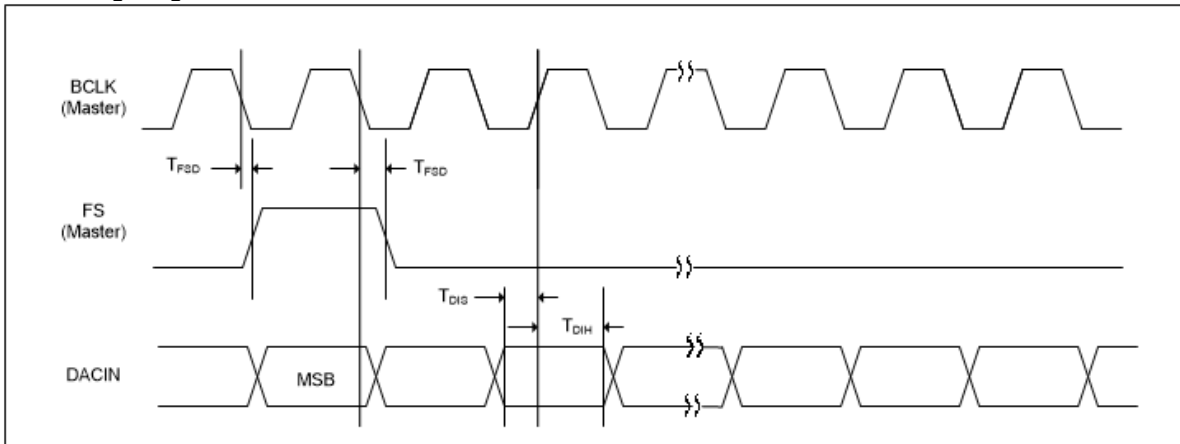 BCLK
(Master)
TFSD
TFSD
FS
(Master)
TDIS
TDIH
DACIN
MSB